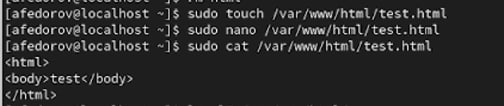 [afedorov@localhost ~]$ sudo touch /var/www/html/test.html
[afedorov@localhost ~]$ sudo nano /var/www/html/test.html
[afedorov@localhost ~]$ sudo cat /var/www/html/test.html
<html>
<body>test</body>
</html>